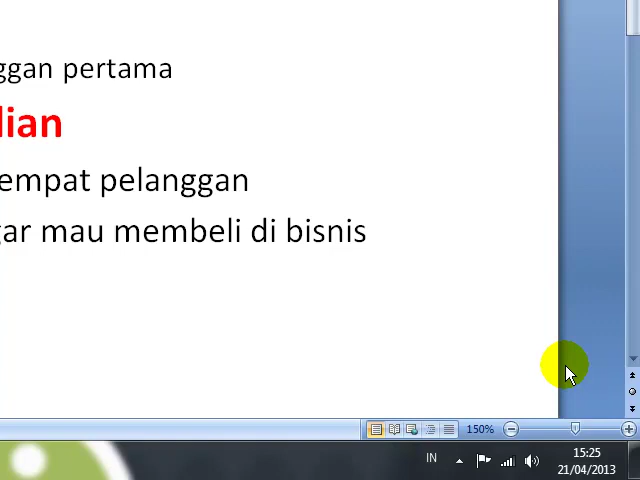 ggan pertama
lian
empat pelanggan
gar mau membeli di bisnis
150%
IN
15:25
21/04/2013